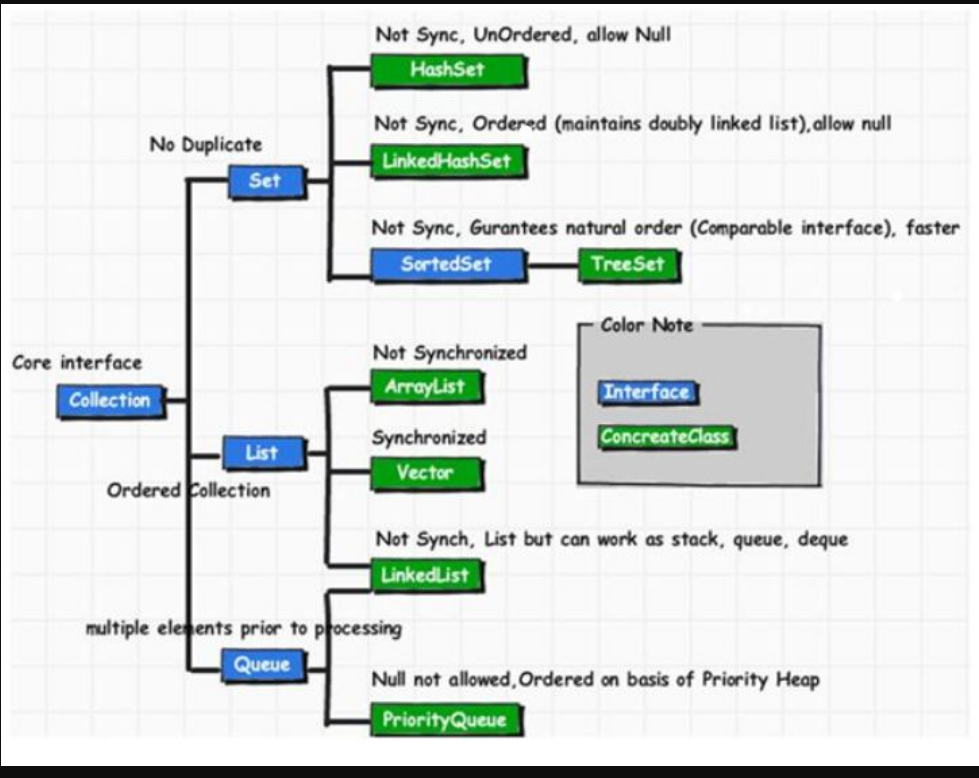 Not Sync, UnOrdered, allow Null
HashSet
Not Sync, Ordered (maintains doubly linked list),allow null
LinkedHashSet
No Duplicate
Set
Not Sync, Gurantees natural order (Comparable interface), faster
SortedSet
TreeSet
Color Note
Interface
ConcreateClass
Core interface
Collection
Not Synchronized
ArrayList
Synchronized
Vector
List
Ordered Collection
Not Synch, List but can work as stack, queue, deque
LinkedList
multiple elements prior to processing
Queue
Null not allowed,Ordered on basis of Priority Heap
PriorityQueue